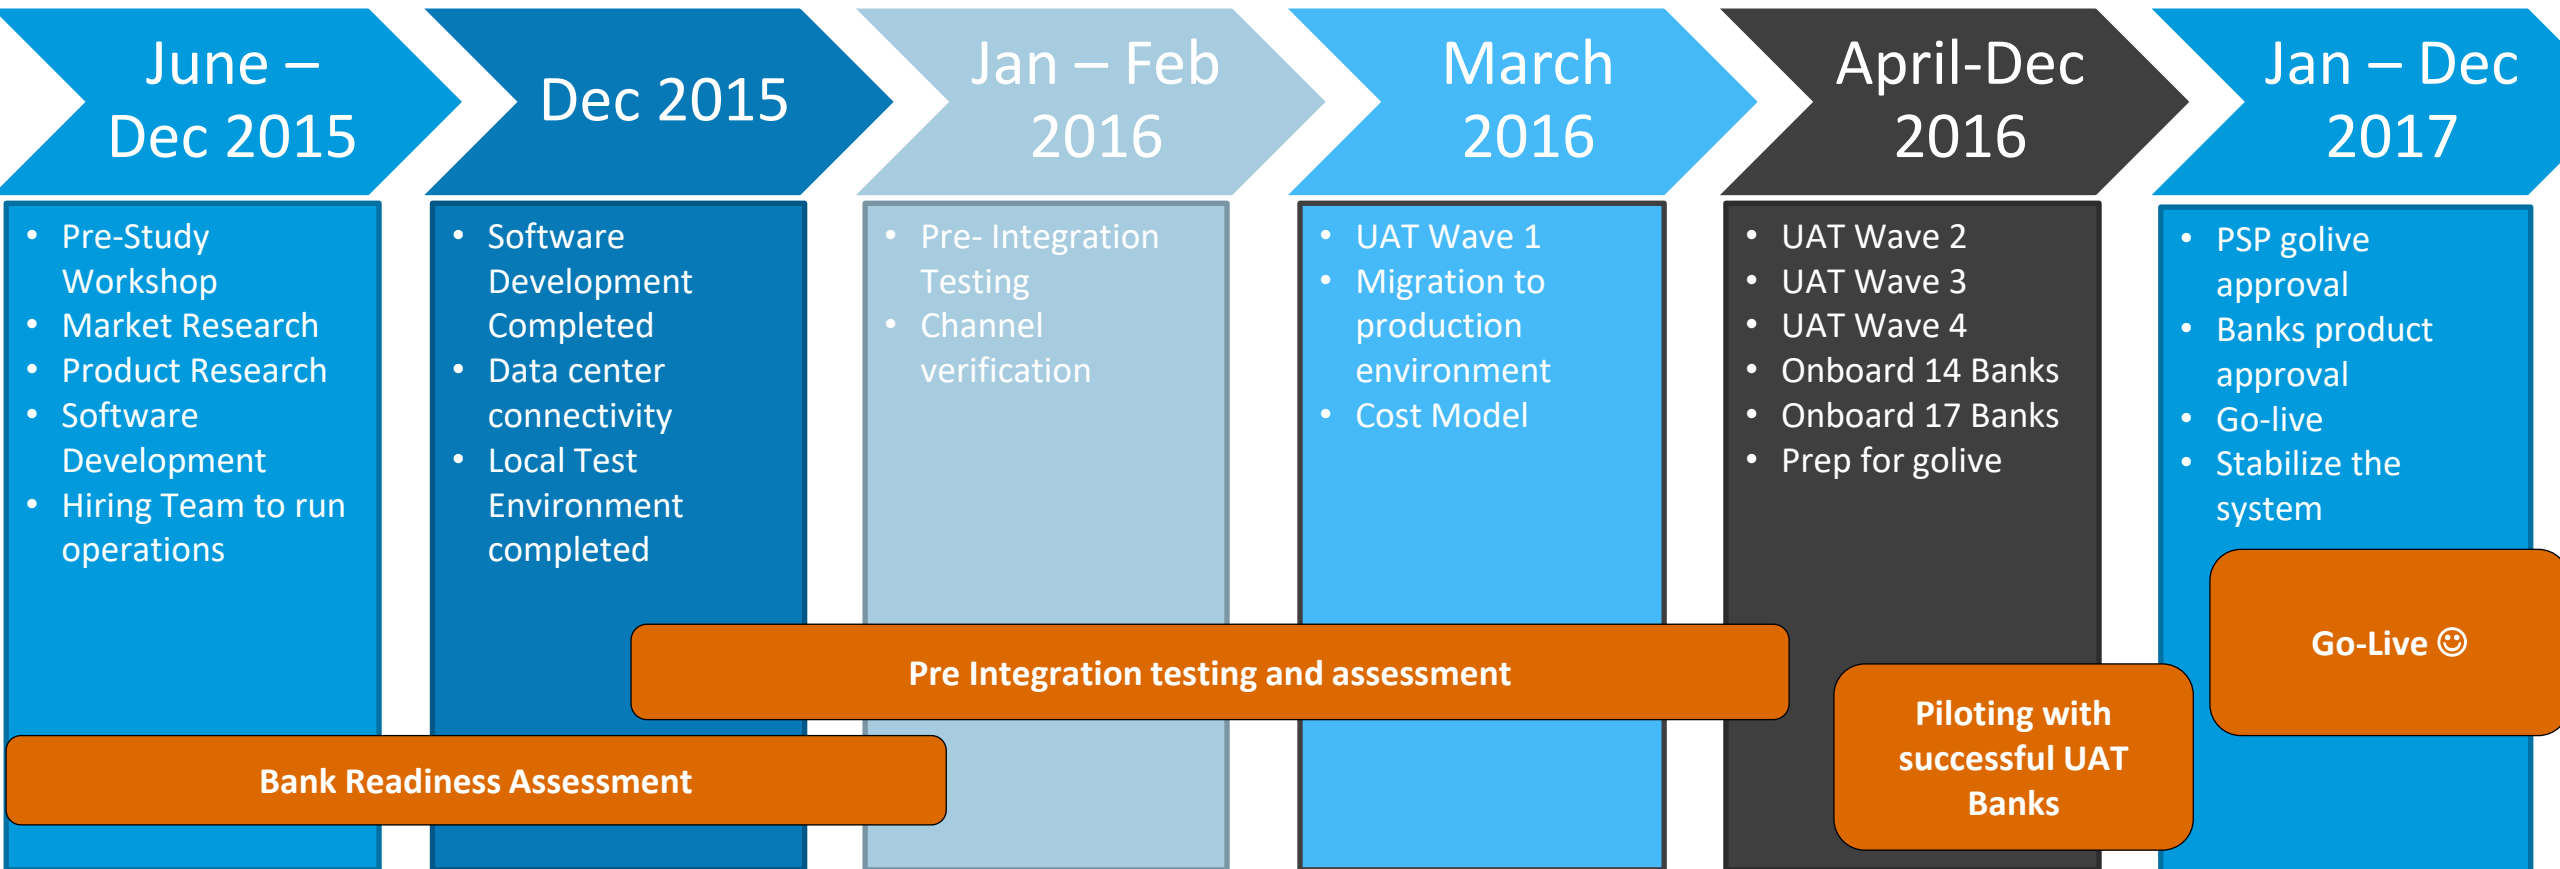 June –
Dec 2015
Dec 2015
Jan – Feb
2016
March
2016
April-Dec
2016
Jan – Dec
2017
• Pre-Study
Workshop
• Market Research
• Product Research
• Software
Development
• Hiring Team to run
operations
• Software
Development
Completed
• Data center
connectivity
• Local Test
Environment
completed
• Pre- Integration
Testing
• Channel
verification
• UAT Wave 1
• Migration to
production
environment
• Cost Model
• UAT Wave 2
• UAT Wave 3
• UAT Wave 4
• Onboard 14 Banks
• Onboard 17 Banks
• Prep for golive
• PSP golive
approval
• Banks product
approval
• Go-live
• Stabilize the
system
Go-Live ☺
Pre Integration testing and assessment
Piloting with
successful UAT
Banks
Bank Readiness Assessment